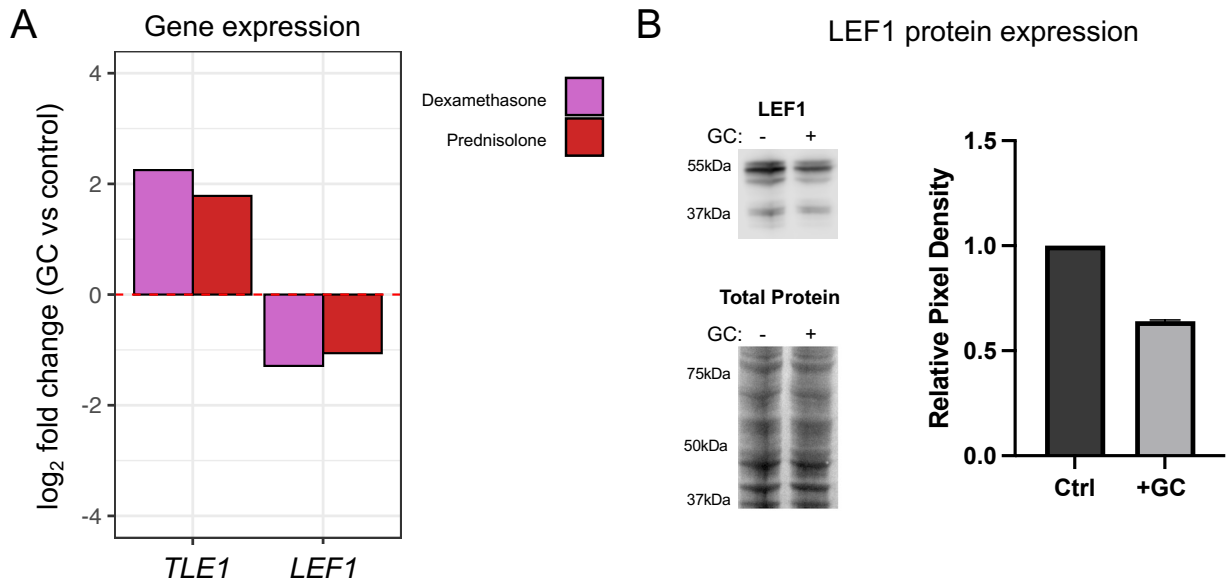 A
Gene expression
log2 fold change (GC vs control)
4
2
0
-2
-4
TLE1 LEF1
Dexamethasone
Prednisolone
B
LEF1 protein expression
LEF1
GC: - +
55kDa
37kDa
Total Protein
GC: - +
75kDa
50kDa
37kDa
Relative Pixel Density
1.5
1.0
0.5
0.0
Ctrl +GC